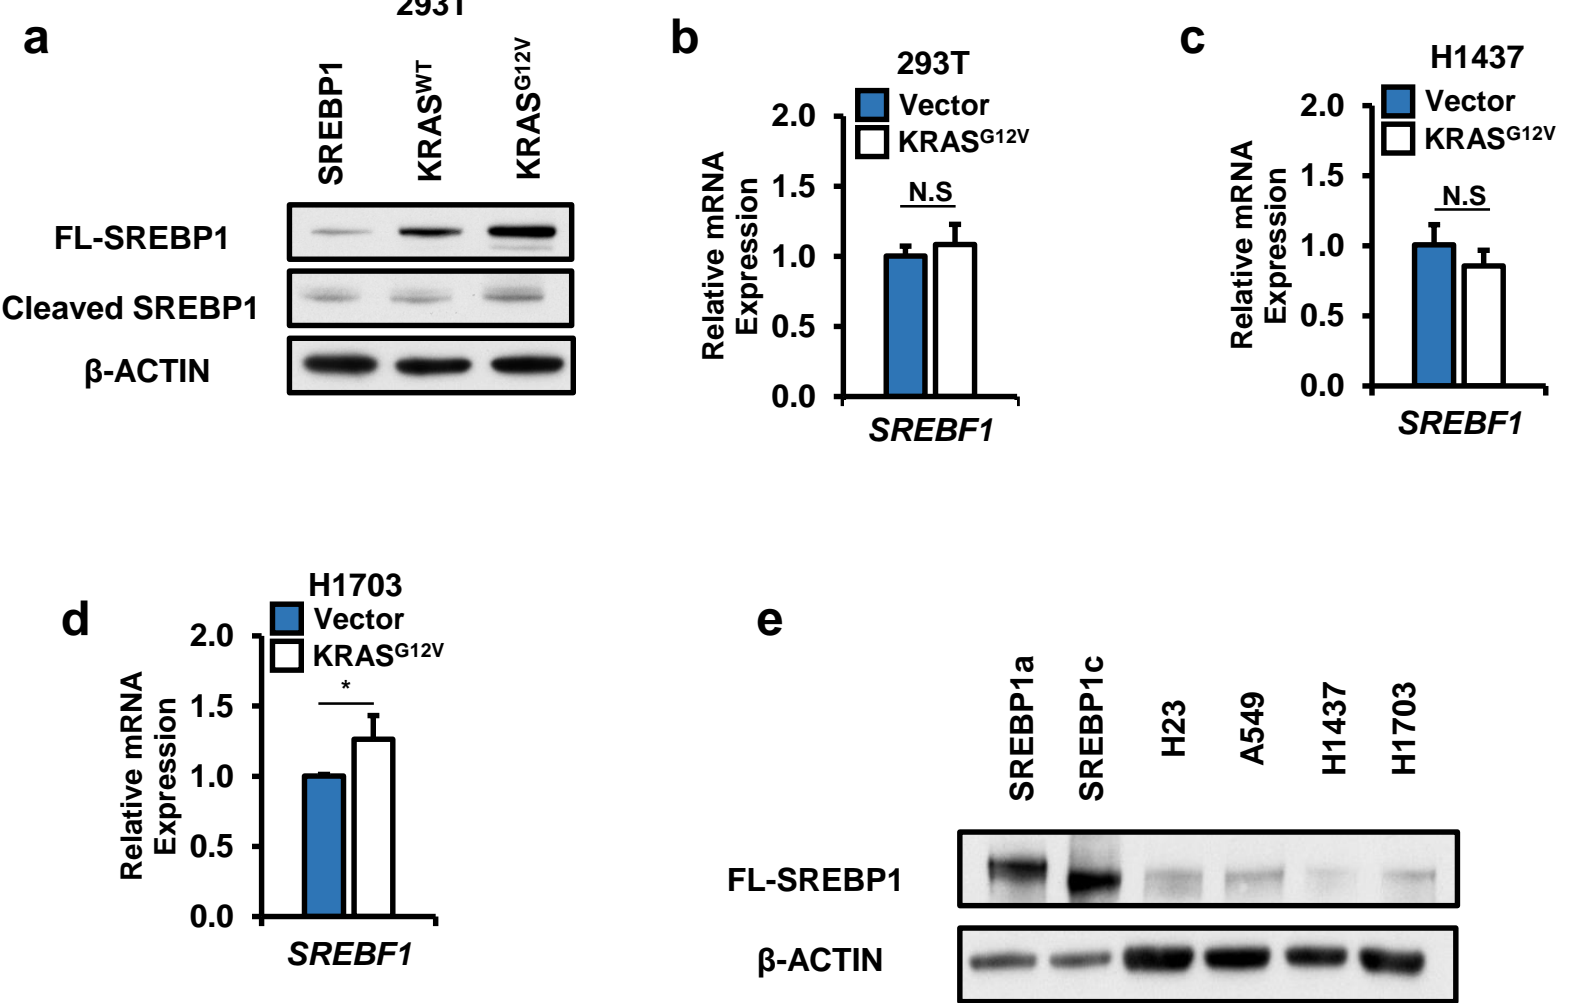 a
293T
SREBP1
KRASWT
KRASG12V
FL-SREBP1
Cleaved SREBP1
β-ACTIN
b
293T
Vector
KRASG12V
N.S
2.0
1.5
1.0
0.5
0.0
Relative mRNA
Expression
SREBF1
c
H1437
Vector
KRASG12V
N.S
2.0
1.5
1.0
0.5
0.0
Relative mRNA
Expression
SREBF1
d
H1703
Vector
KRASG12V
*
2.0
1.5
1.0
0.5
0.0
Relative mRNA
Expression
SREBF1
e
SREBP1a
SREBP1c
H23
A549
H1437
H1703
FL-SREBP1
β-ACTIN